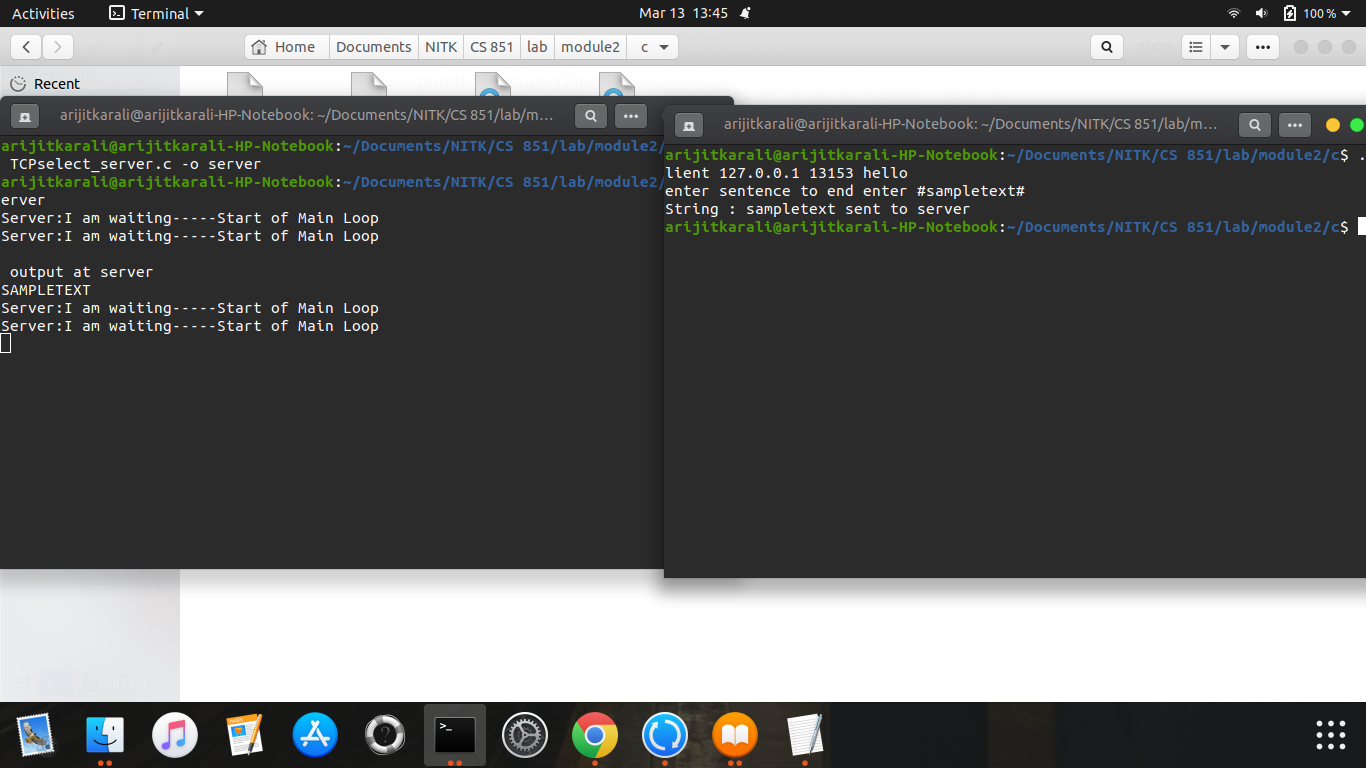 Activities Terminal Mar 13 13:45 100 %
Home Documents NITK CS 851 lab module2 c
Recent
arijitkarali@arijitkarali-HP-Notebook: ~/Documents/NITK/CS 851/lab/m...
arijitkarali@arijitkarali-HP-Notebook:~/Documents/NITK/CS 851/lab/module2/
TCPselect_server.c -o server
arijitkarali@arijitkarali-HP-Notebook:~/Documents/NITK/CS 851/lab/module2/
erver
Server:I am waiting-----Start of Main Loop
Server:I am waiting-----Start of Main Loop
output at server
SAMPLETEXT
Server:I am waiting-----Start of Main Loop
Server:I am waiting-----Start of Main Loop
arijitkarali@arijitkarali-HP-Notebook: ~/Documents/NITK/CS 851/lab/m...
arijitkarali@arijitkarali-HP-Notebook:~/Documents/NITK/CS 851/lab/module2/c$ .
lient 127.0.0.1 13153 hello
enter sentence to end enter #sampletext#
String : sampletext sent to server
arijitkarali@arijitkarali-HP-Notebook:~/Documents/NITK/CS 851/lab/module2/c$